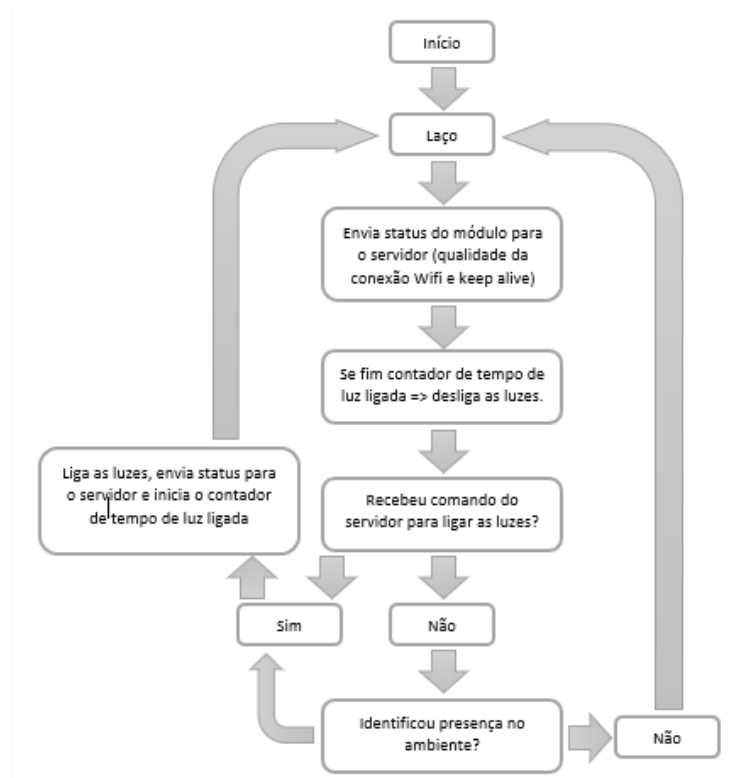 Início
Laço
Envia status do módulo para
o servidor (qualidade da
conexão Wifi e keep alive)
Se fim contador de tempo de
luz ligada => desliga as luzes.
Liga as luzes, envia status para
o servidor e inicia o contador
de tempo de luz ligada
Recebeu comando do
servidor para ligar as luzes?
Sim
Não
Identificou presença no
ambiente?
Não